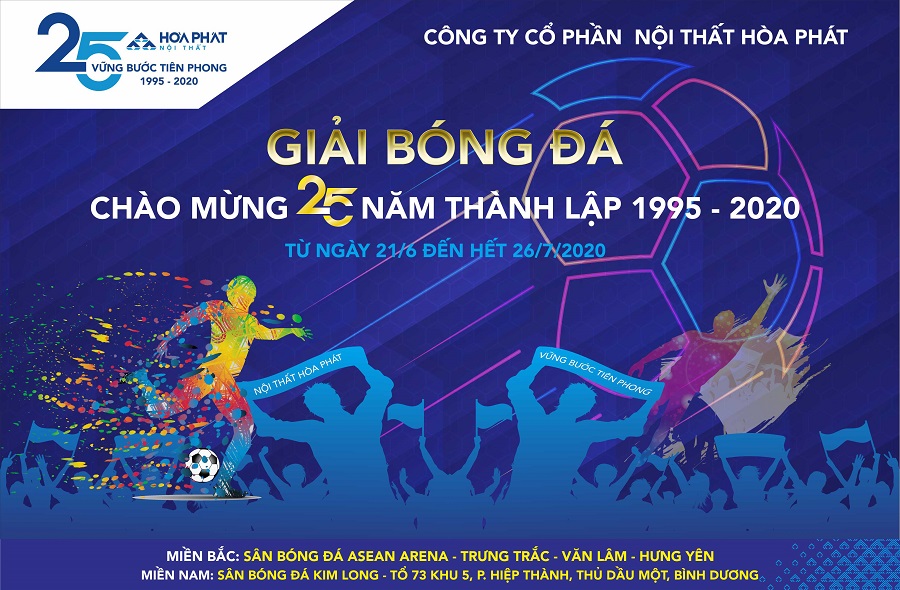 25 HÒA PHÁT
NỘI THẤT
VỮNG BƯỚC TIÊN PHONG
1995 - 2020
CÔNG TY CỔ PHẦN NỘI THẤT HÒA PHÁT
GIẢI BÓNG ĐÁ
CHÀO MỪNG 25 NĂM THÀNH LẬP 1995 - 2020
TỪ NGÀY 21/6 ĐẾN HẾT 26/7/2020
NỘI THẤT HÒA PHÁT
VỮNG BƯỚC TIÊN PHONG
MIỀN BẮC: SÂN BÓNG ĐÁ ASEAN ARENA - TRƯNG TRẮC - VĂN LÂM - HƯNG YÊN
MIỀN NAM: SÂN BÓNG ĐÁ KIM LONG - TỔ 73 KHU 5, P. HIỆP THÀNH, THỦ DẦU MỘT, BÌNH DƯƠNG